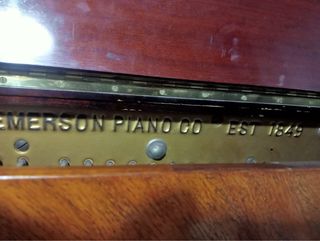 EMERSON PIANO CO EST 1849